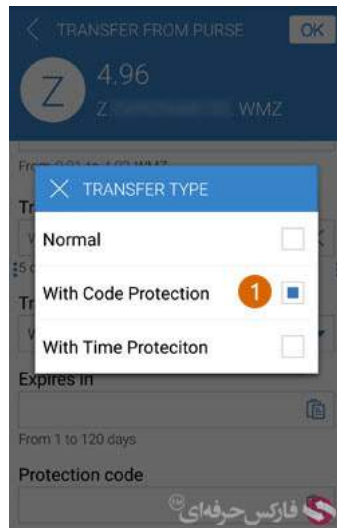 TRANSFER FROM PURSE
OK
Z
4.96
Z WMZ
TRANSFER TYPE
Normal
With Code Protection
1
With Time Proteciton
Expires in
From 1 to 120 days
Protection code
فارکس حرفه‌ای